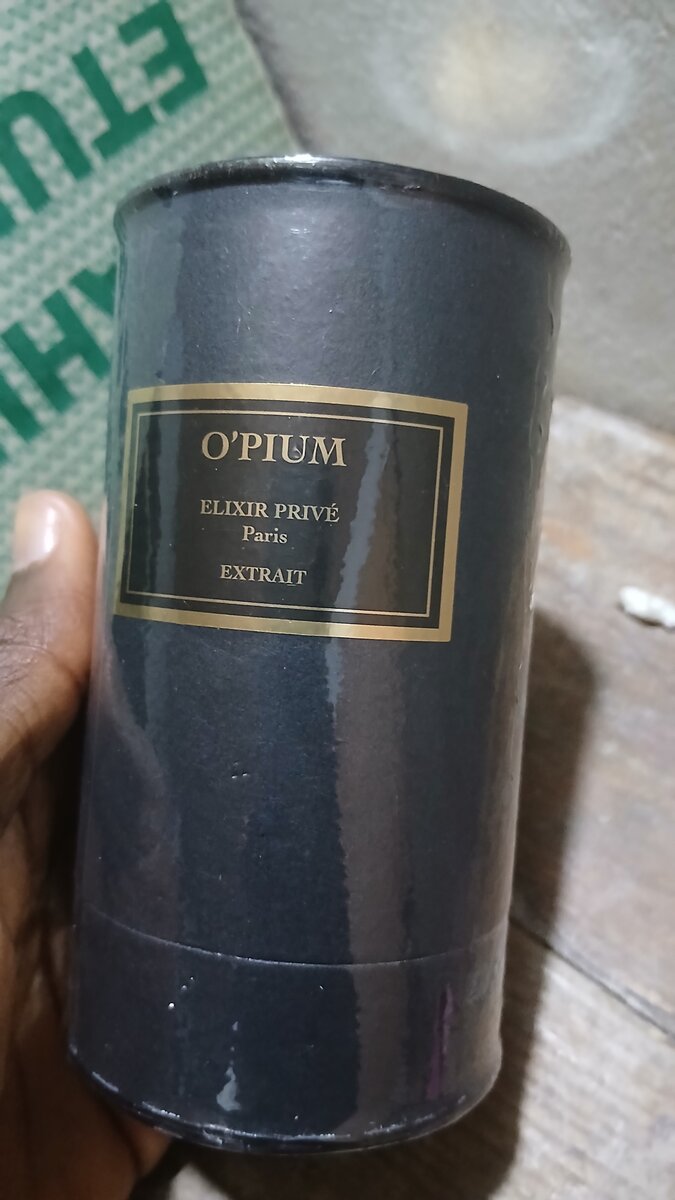 O'PIUM
ELIXIR PRIVÉ
Paris
EXTRAIT